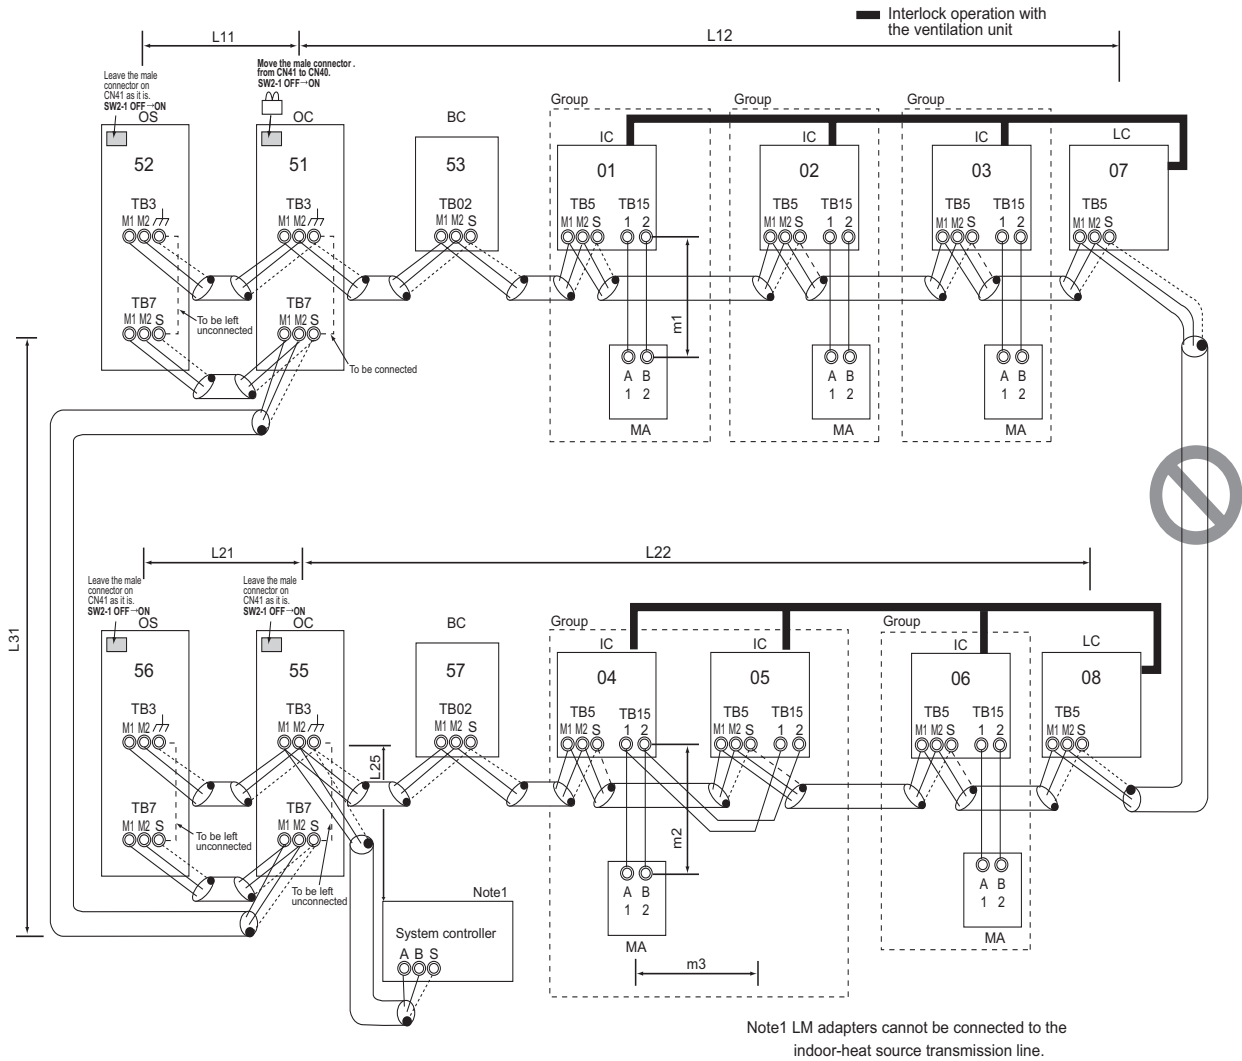 Interlock operation with
the ventilation unit
L11
L12
Leave the male
connector on
CN41 as it is.
SW2-1 OFF→ON
Move the male connector .
from CN41 to CN40.
SW2-1 OFF→ON
OS
OC
BC
Group
Group
Group
IC
IC
IC
LC
52
51
53
01
02
03
07
TB3
TB3
TB02
TB5 TB15
TB5 TB15
TB5 TB15
TB5
M1 M2
M1 M2
M1 M2 S
M1 M2 S 1 2
M1 M2 S 1 2
M1 M2 S 1 2
M1 M2 S
TB7
TB7
M1 M2 S
M1 M2 S
To be left
unconnected
To be connected
m1
A B
1 2
MA
A B
1 2
MA
A B
1 2
MA
L31
L21
L22
Leave the male
connector on
CN41 as it is.
SW2-1 OFF→ON
Leave the male
connector on
CN41 as it is.
SW2-1 OFF→ON
OS
OC
BC
Group
Group
IC
IC
IC
LC
56
55
57
04
05
06
08
TB3
TB3
TB02
TB5 TB15
TB5 TB15
TB5 TB15
TB5
M1 M2
M1 M2
M1 M2 S
M1 M2 S 1 2
M1 M2 S 1 2
M1 M2 S 1 2
M1 M2 S
L25
TB7
TB7
M1 M2 S
M1 M2 S
To be left
unconnected
To be left
unconnected
m2
A B
1 2
MA
A B
1 2
MA
Note1
System controller
A B S
m3
Note1 LM adapters cannot be connected to the
indoor-heat source transmission line.